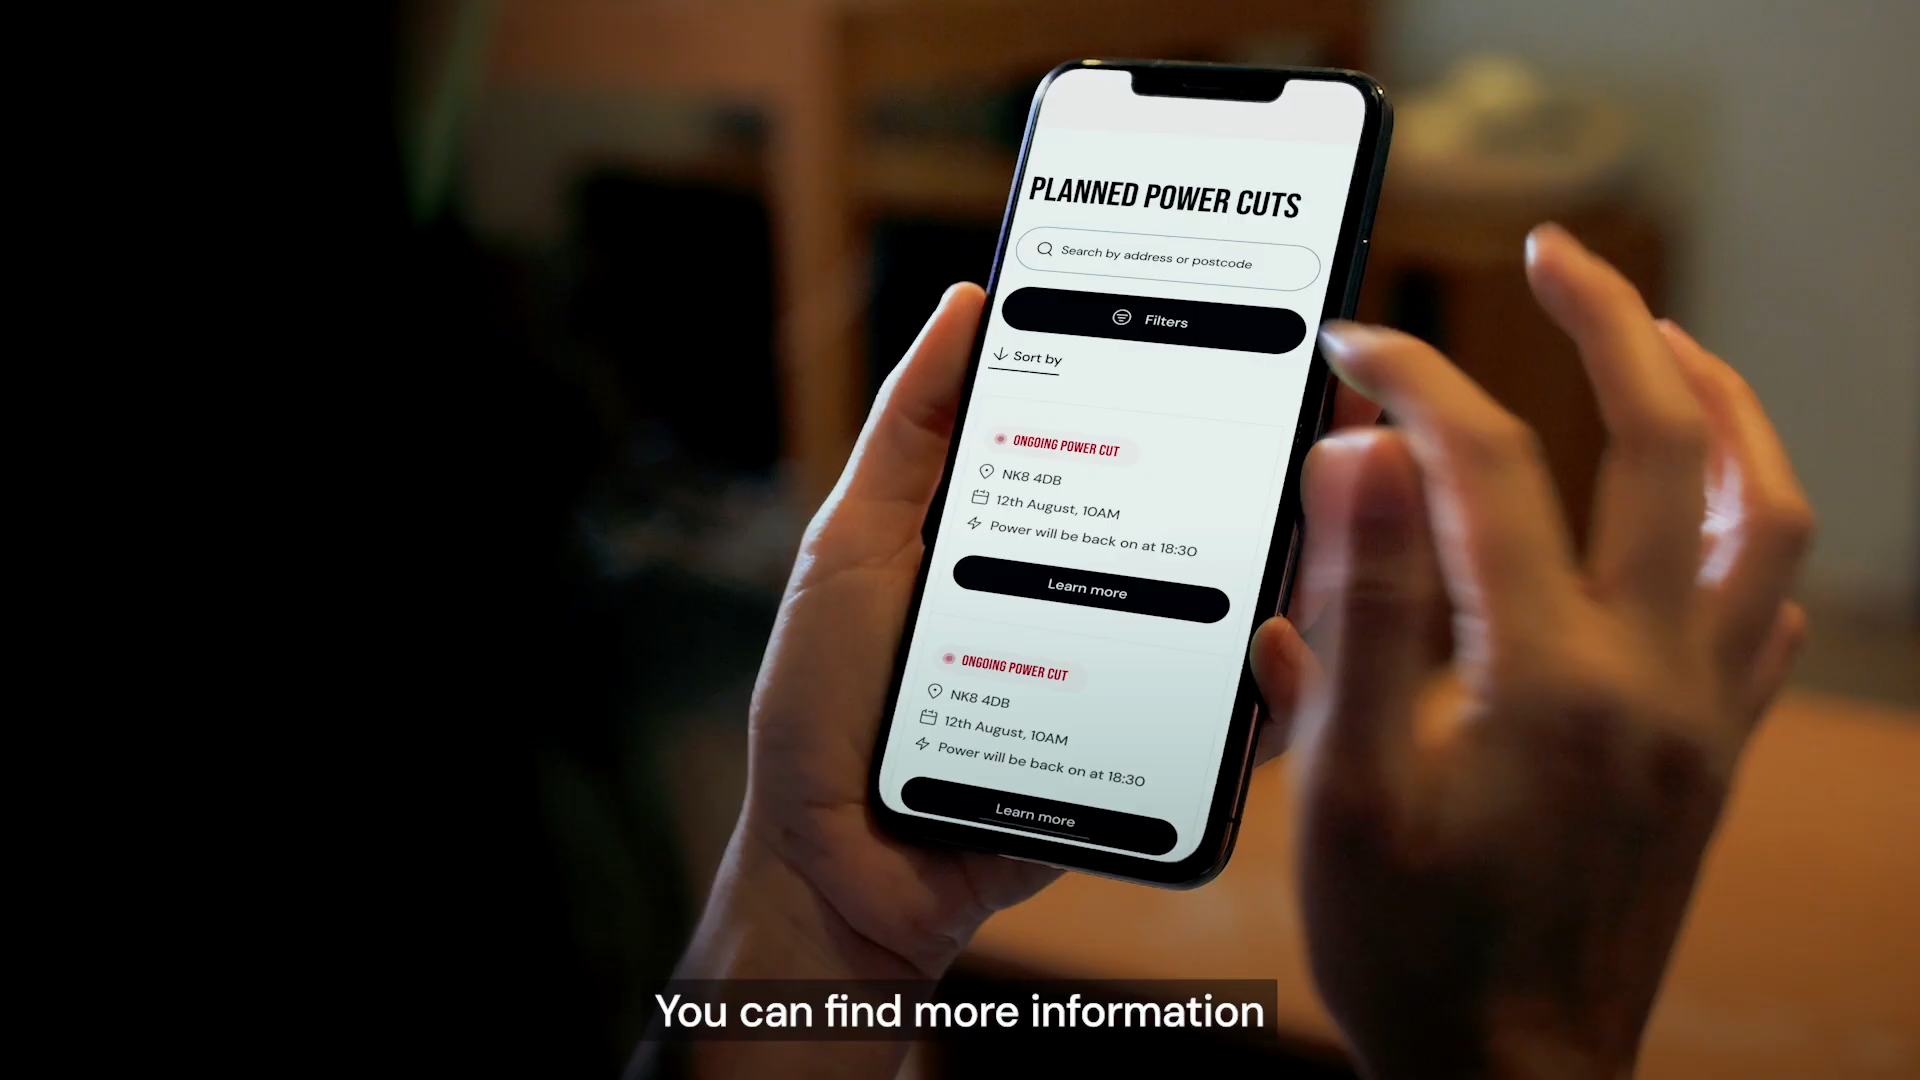 PLANNED POWER CUTS
Search by address or postcode
Filters
Sort by
ONGOING POWER CUT
NK8 4DB
12th August, 10AM
Power will be back on at 18:30
Learn more
ONGOING POWER CUT
NK8 4DB
12th August, 10AM
Power will be back on at 18:30
Learn more
You can find more information